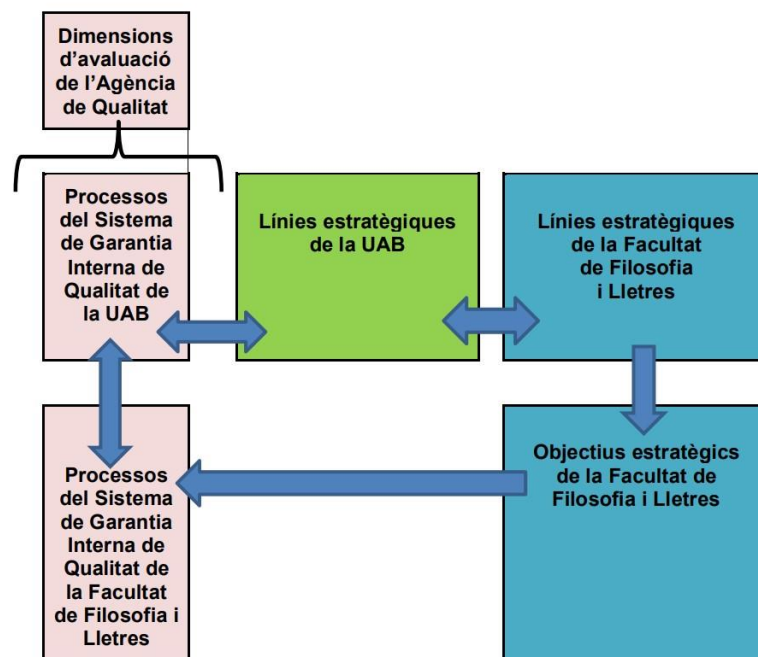 Dimensions
d’avaluació
de l’Agència
de Qualitat
Processos
del Sistema
de Garantia
Interna de
Qualitat de
la UAB
Línies estratègiques
de la UAB
Línies estratègiques
de la Facultat
de Filosofia
i Lletres
Processos
del Sistema
de Garantia
Interna de
Qualitat de
la Facultat
de Filosofia i
Lletres
Objectius estratègics
de la Facultat de
Filosofia i Lletres